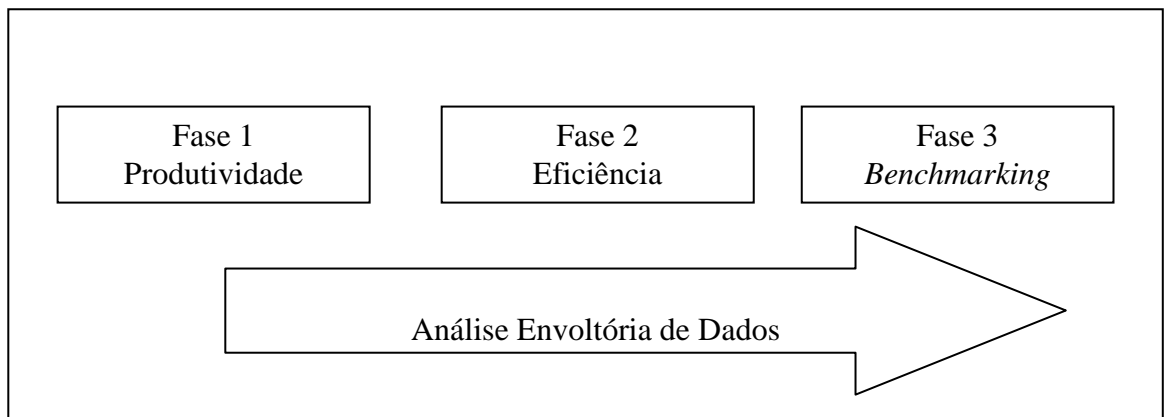 Fase 1
Produtividade
Fase 2
Eficiência
Fase 3
Benchmarking
Análise Envoltória de Dados